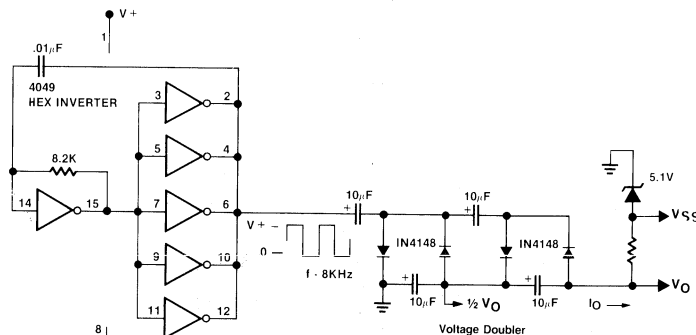 V+
1
.01μF
4049
HEX INVERTER
3
2
5
4
8.2K
14
15
7
6
9
10
11
12
8
V+
0
f · 8KHz
10μF
+
10μF
+
IN4148
IN4148
+
10μF
½ VO
+
10μF
IO
5.1V
VSS
VO
Voltage Doubler